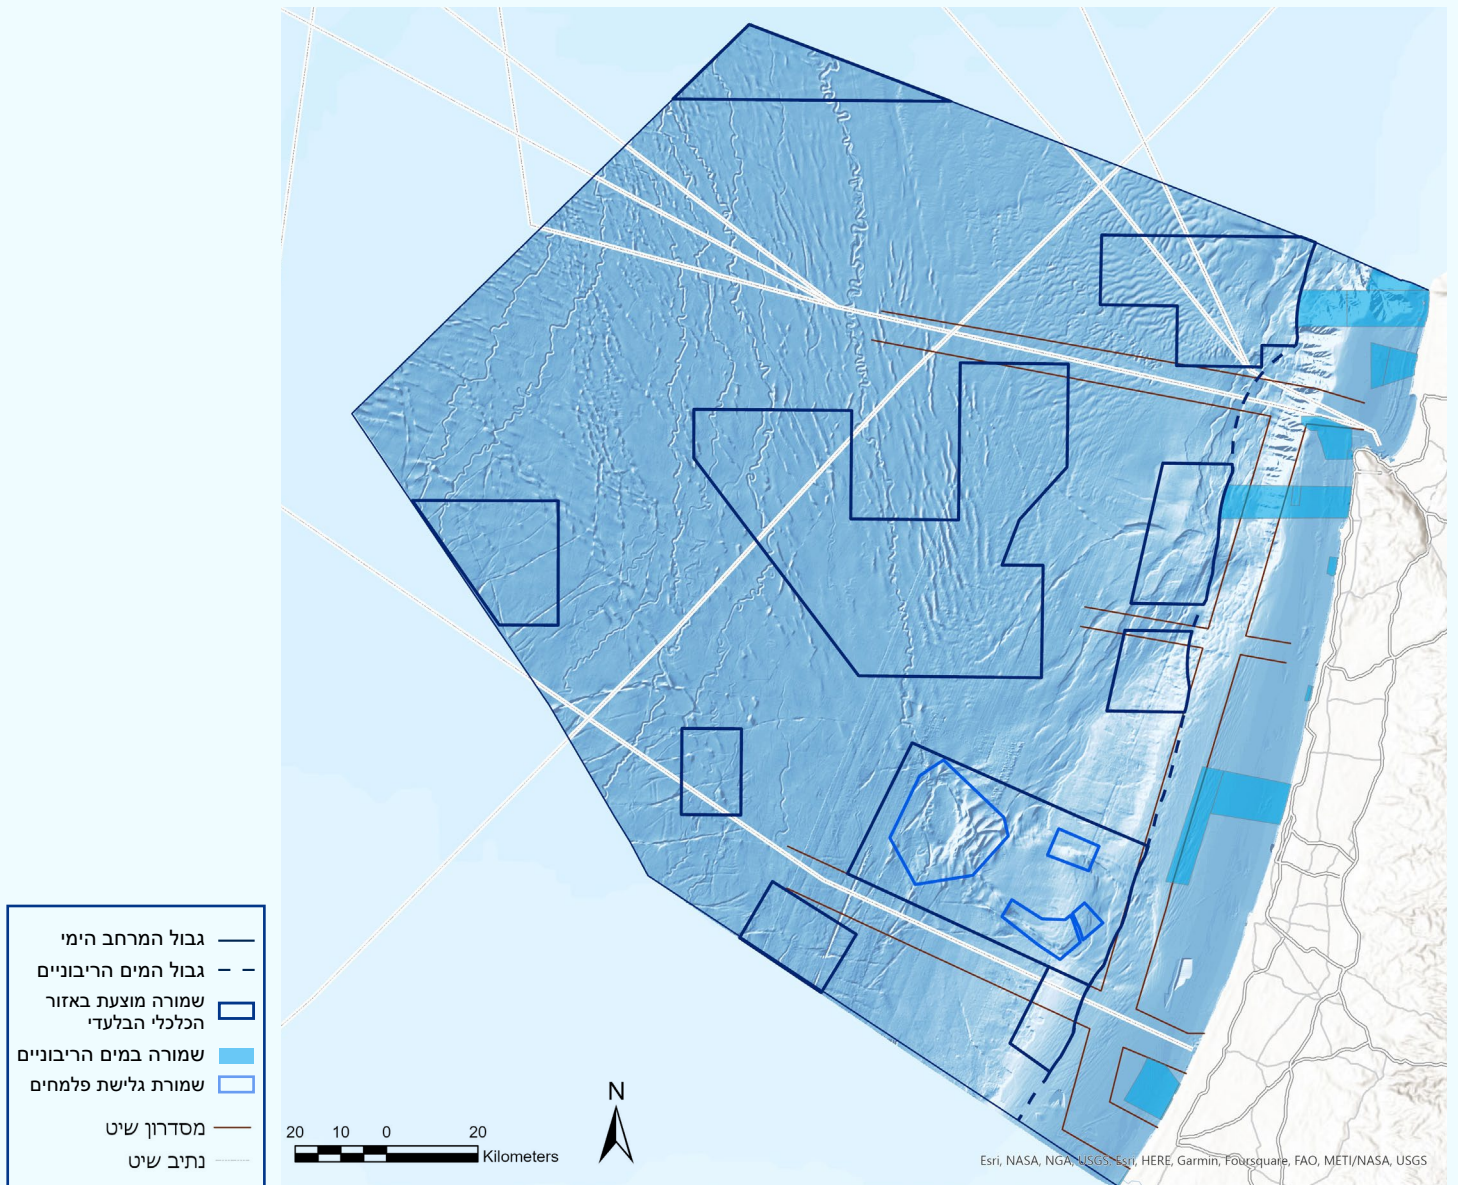 גבול המרחב הימי
גבול המים הריבוניים
שמורה מוצעת באזור
הכלכלי הבלעדי
שמורה במים הריבוניים
שמורת גלישת פלמחים
מסדרון שיט
נתיב שיט
20 10 0 20
Kilometers
N
Esri, NASA, NGA, USGS, Esri, HERE, Garmin, Foursquare, FAO, METI/NASA, USGS